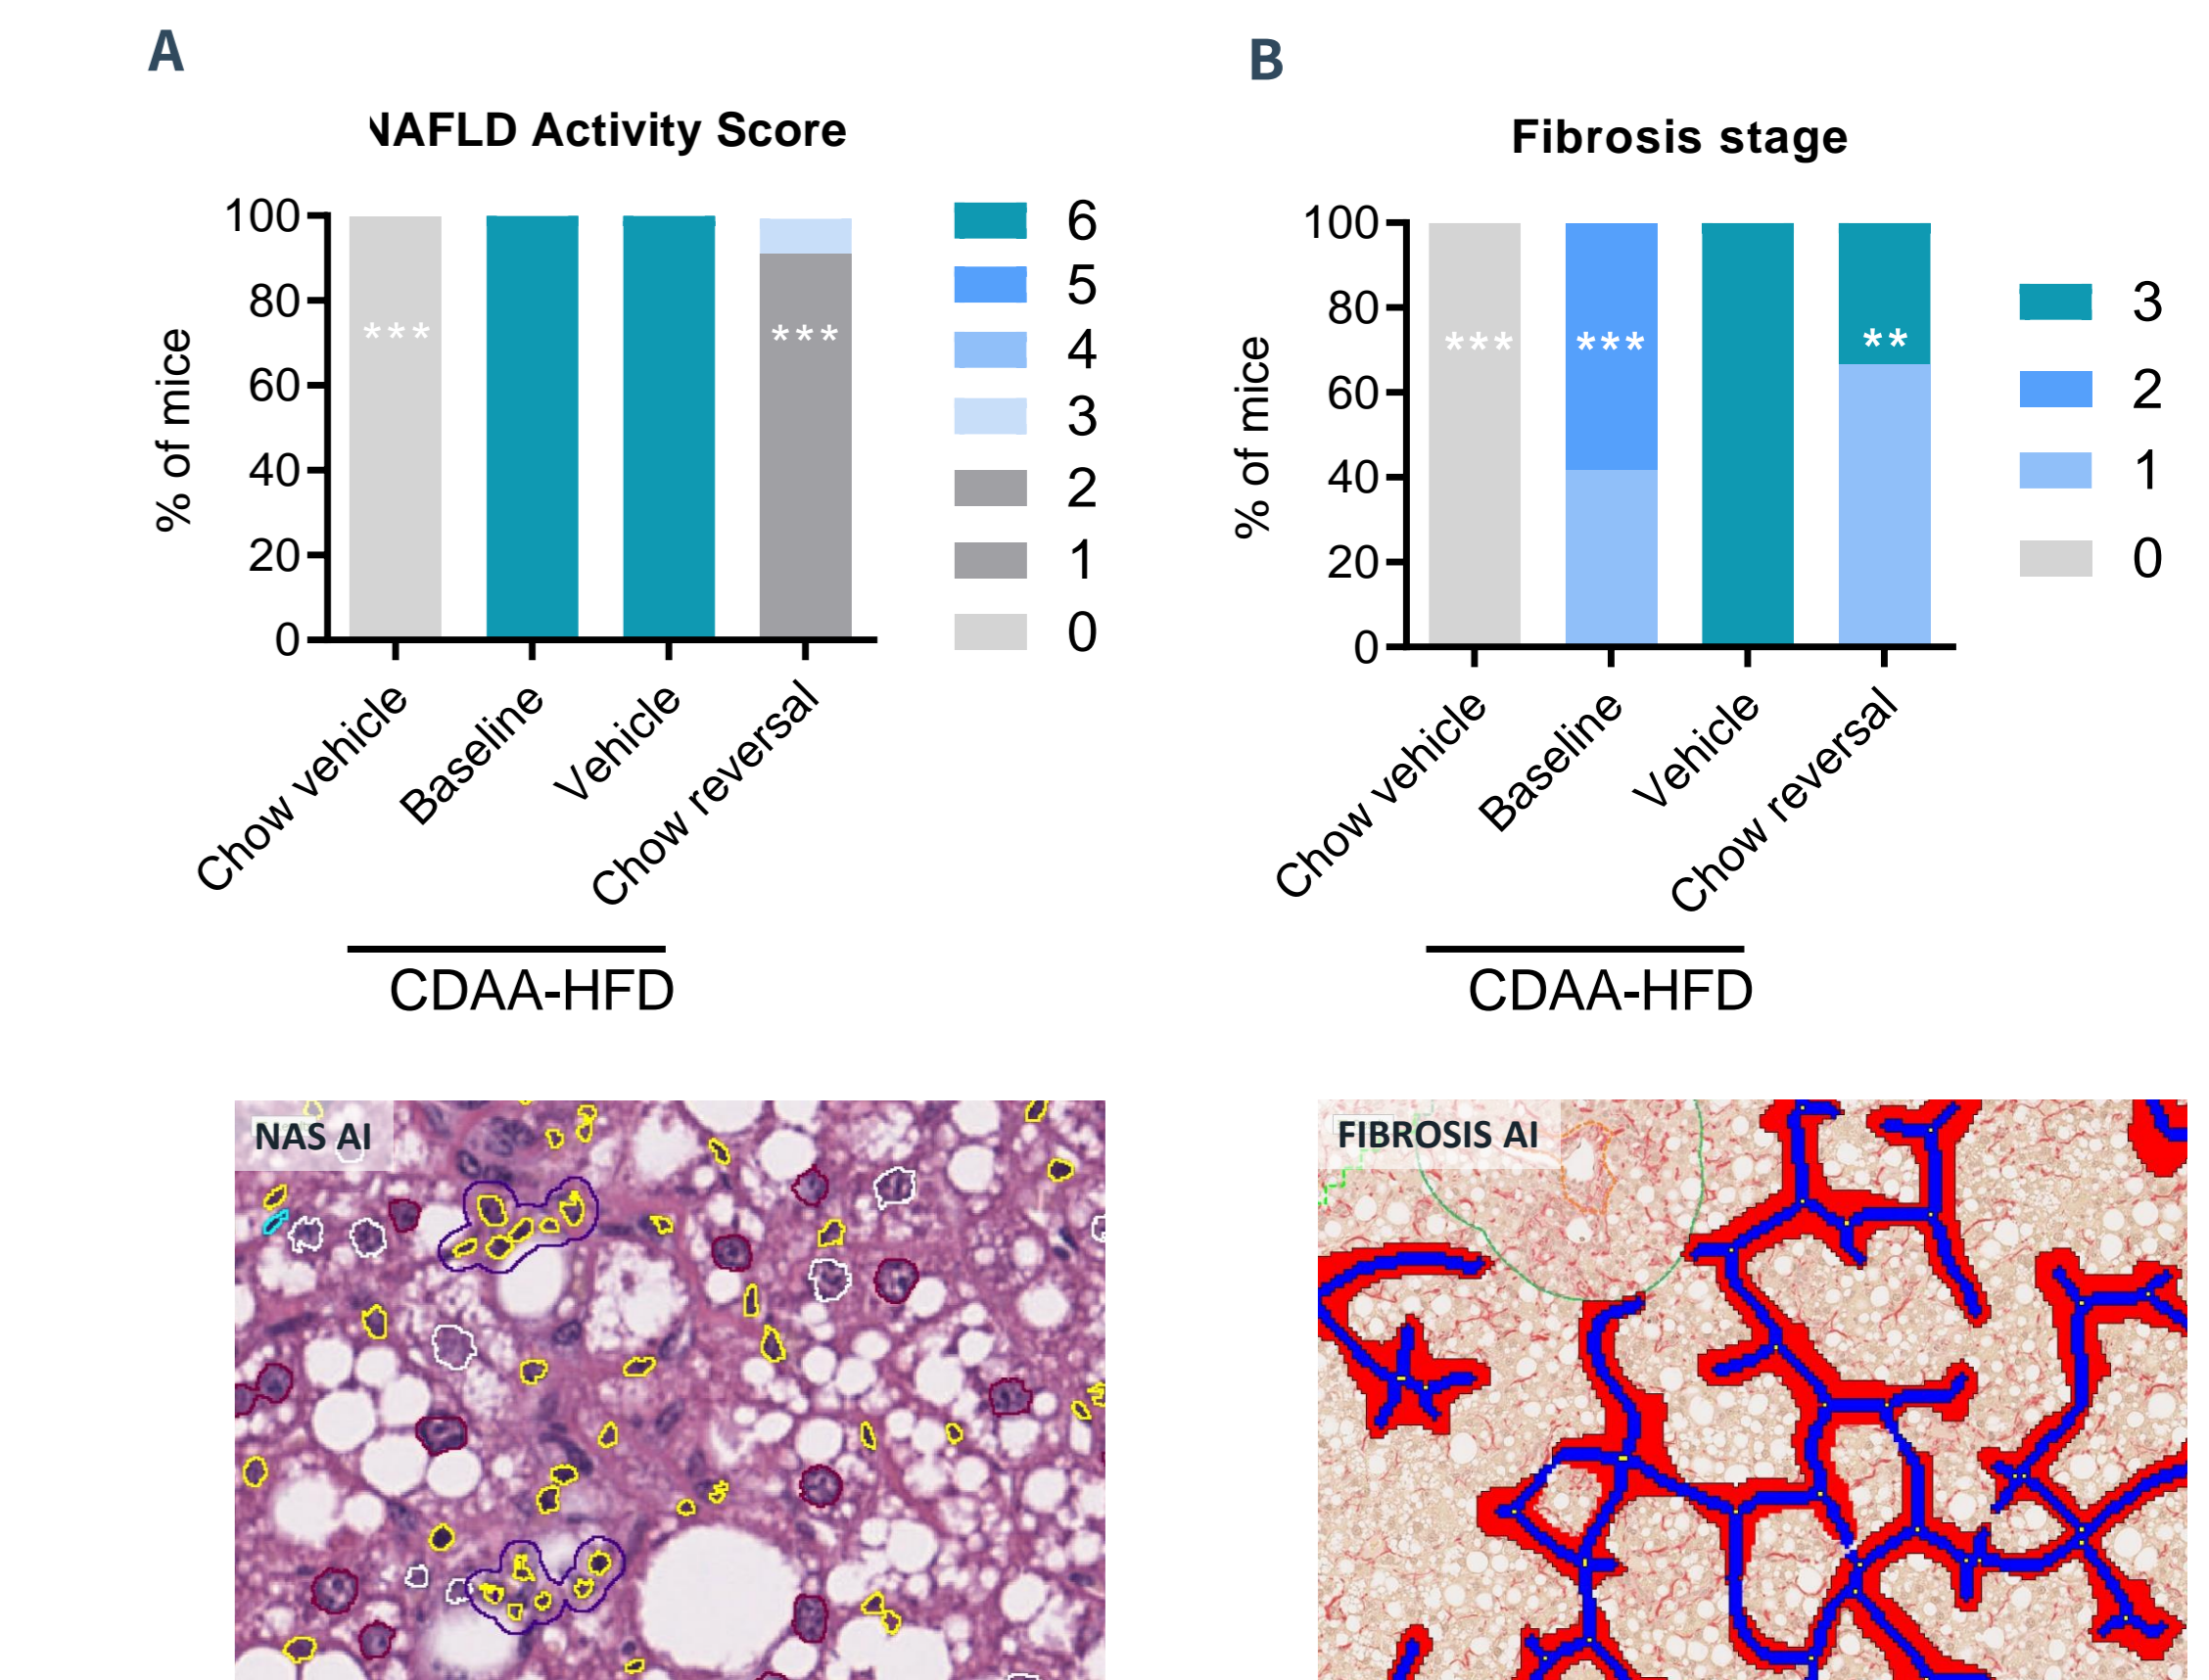 A
NAFLD Activity Score
% of mice
100
80
60
40
20
0
***
***
6
5
4
3
2
1
0
Chow vehicle
Baseline
Vehicle
Chow reversal
CDAA-HFD
NAS AI
B
Fibrosis stage
% of mice
100
80
60
40
20
0
***
***
**
3
2
1
0
Chow vehicle
Baseline
Vehicle
Chow reversal
CDAA-HFD
FIBROSIS AI